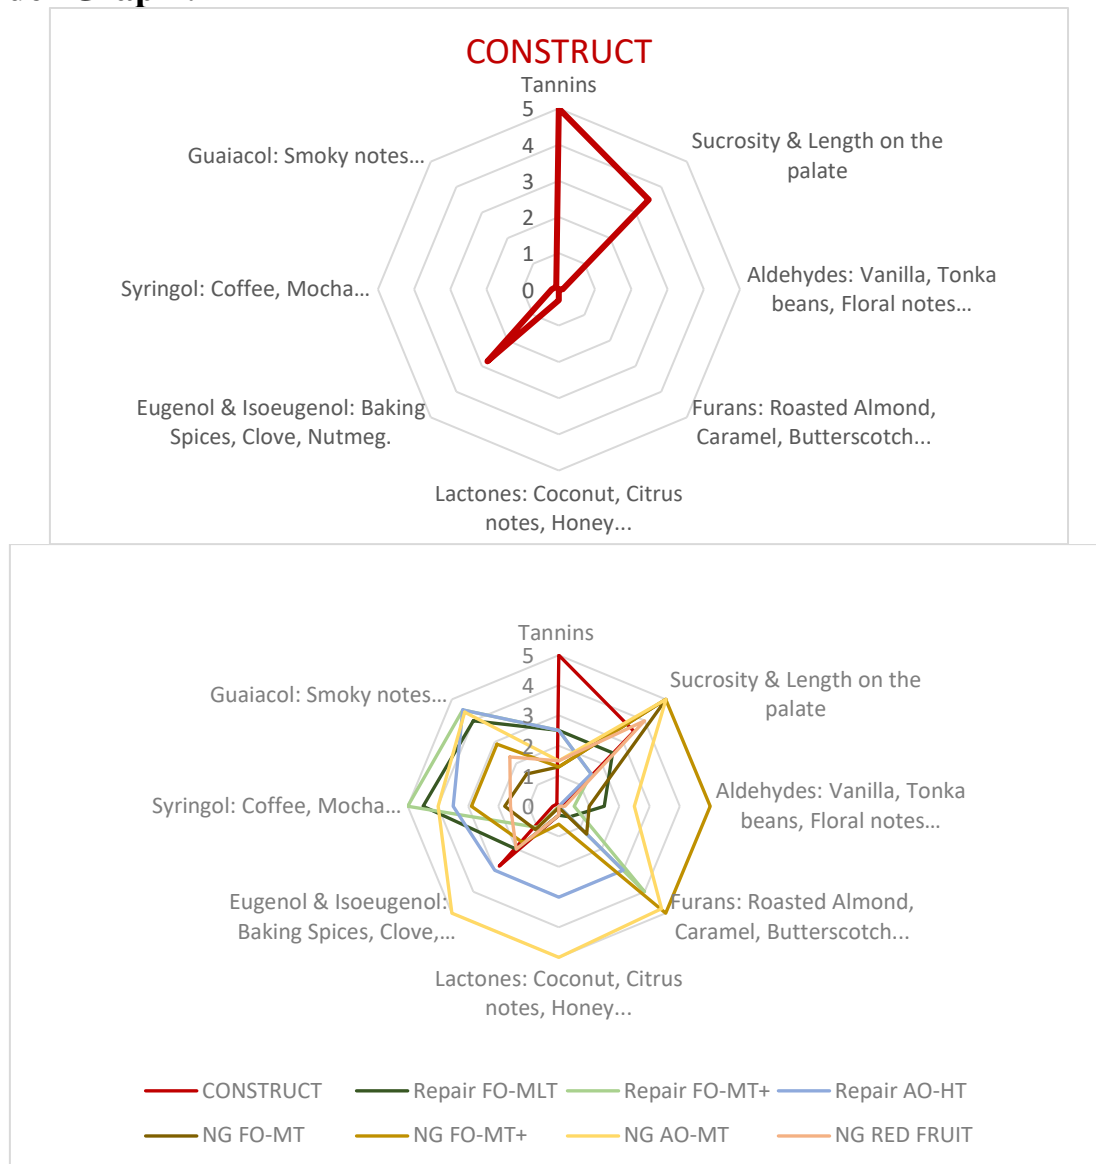 CONSTRUCT
Tannins
5
4
3
2
1
0
Sucrosity & Length on the
palate
Aldehydes: Vanilla, Tonka
beans, Floral notes…
Furans: Roasted Almond,
Caramel, Butterscotch...
Lactones: Coconut, Citrus
notes, Honey...
Eugenol & Isoeugenol: Baking
Spices, Clove, Nutmeg.
Syringol: Coffee, Mocha…
Guaiacol: Smoky notes…
Tannins
5
4
3
2
1
0
Sucrosity & Length on the
palate
Aldehydes: Vanilla, Tonka
beans, Floral notes…
Furans: Roasted Almond,
Caramel, Butterscotch...
Lactones: Coconut, Citrus
notes, Honey...
Eugenol & Isoeugenol:
Baking Spices, Clove,…
Syringol: Coffee, Mocha…
Guaiacol: Smoky notes…
CONSTRUCT Repair FO-MLT Repair FO-MT+ Repair AO-HT
NG FO-MT NG FO-MT+ NG AO-MT NG RED FRUIT